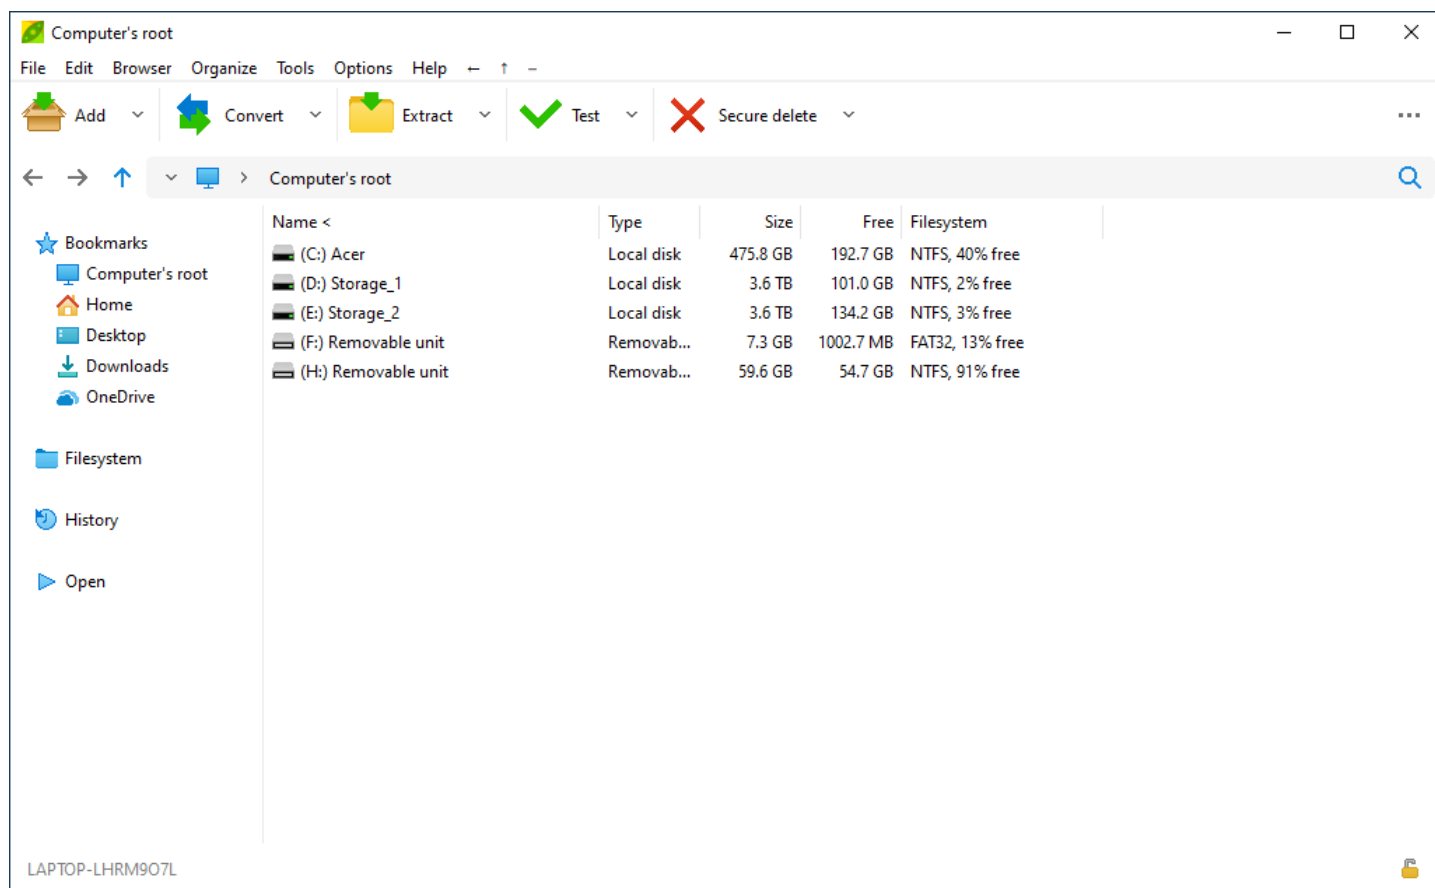 Computer's root
File Edit Browser Organize Tools Options Help ← ↑ –
Add Convert Extract Test Secure delete ...
Computer's root
Name < Type Size Free Filesystem
Bookmarks
Computer's root
Home
Desktop
Downloads
OneDrive
Filesystem
History
Open
(C:) Acer Local disk 475.8 GB 192.7 GB NTFS, 40% free
(D:) Storage_1 Local disk 3.6 TB 101.0 GB NTFS, 2% free
(E:) Storage_2 Local disk 3.6 TB 134.2 GB NTFS, 3% free
(F:) Removable unit Removab... 7.3 GB 1002.7 MB FAT32, 13% free
(H:) Removable unit Removab... 59.6 GB 54.7 GB NTFS, 91% free
LAPTOP-LHRM9O7L